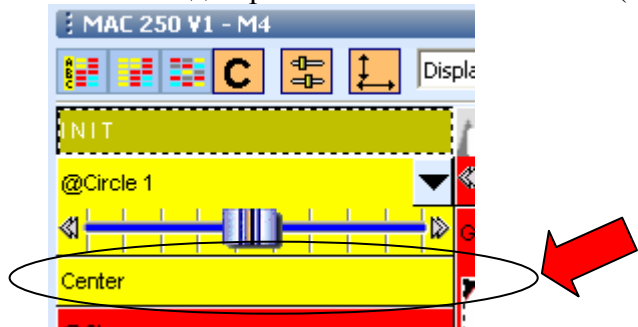 MAC 250 V1 - M4
A B C C Displa
INIT
@Circle 1
G
Center